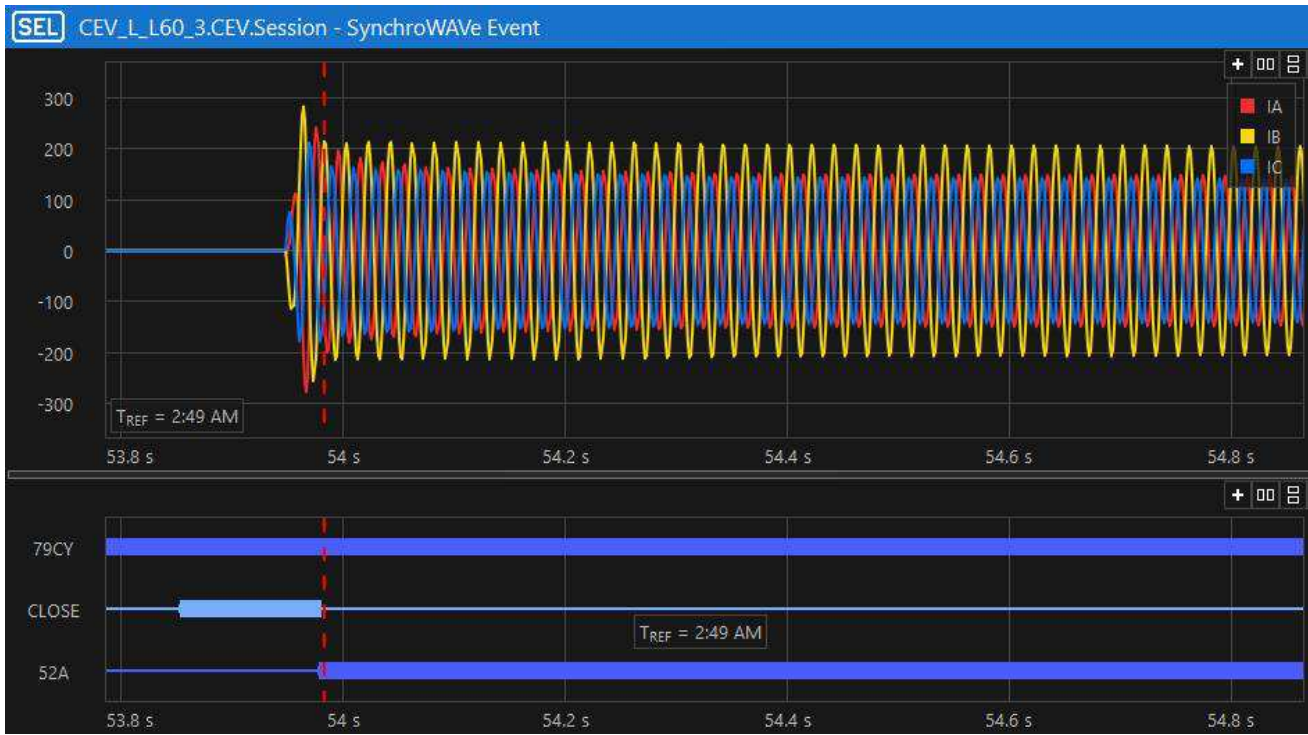 SEL CEV_L_L60_3.CEV.Session - SynchroWAVe Event
300
200
100
0
-100
-200
-300
IA
IB
IC
TREF = 2:49 AM
53.8 s 54 s 54.2 s 54.4 s 54.6 s 54.8 s
79CY
CLOSE
TREF = 2:49 AM
52A
53.8 s 54 s 54.2 s 54.4 s 54.6 s 54.8 s